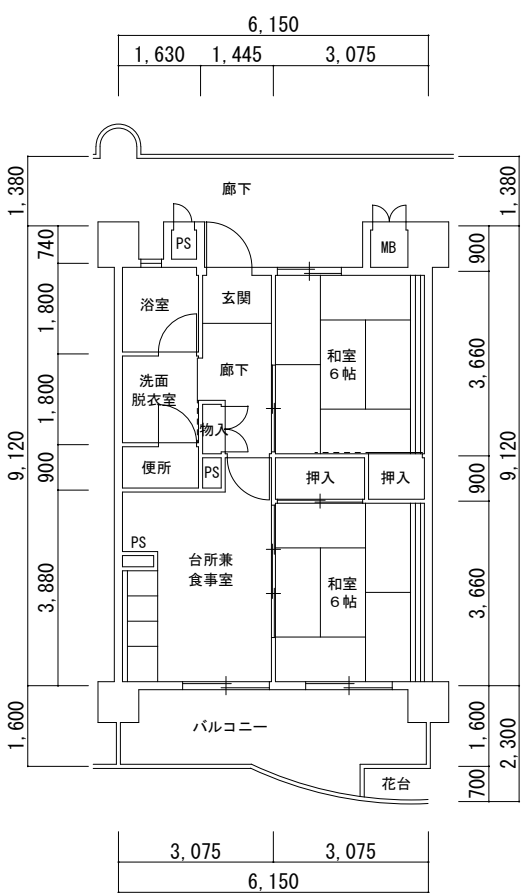 6,150
1,630
1,445
3,075
1,380
1,380
廊下
740
PS
MB
900
浴室
玄関
1,800
和室
6帖
3,660
廊下
洗面
脱衣室
1,800
物入
9,120
9,120
便所
PS
押入
押入
900
900
PS
台所兼
食事室
和室
6帖
3,880
3,660
バルコニー
1,600
1,600
2,300
花台
700
3,075
3,075
6,150